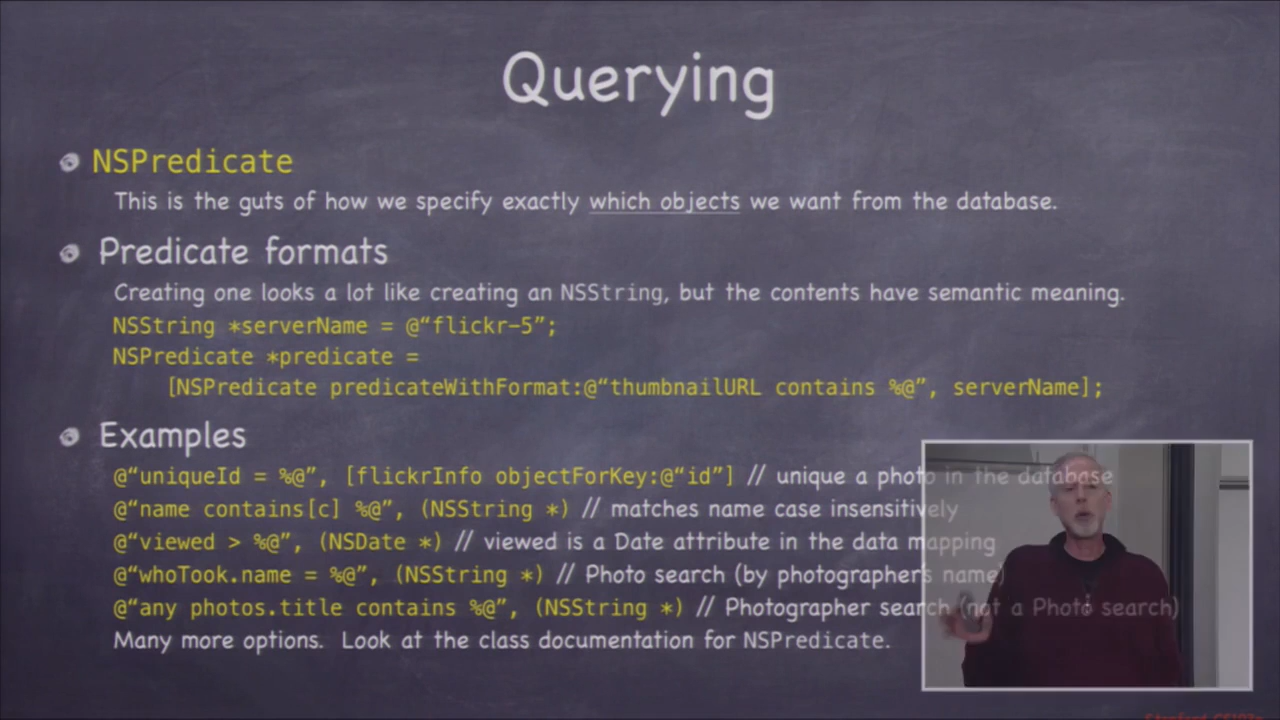 Querying
NSPredicate
This is the guts of how we specify exactly which objects we want from the database.
Predicate formats
Creating one looks a lot like creating an NSString, but the contents have semantic meaning.
NSString *serverName = @“flickr-5”;
NSPredicate *predicate =
[NSPredicate predicateWithFormat:@“thumbnailURL contains %@”, serverName];
Examples
@“uniqueId = %@”, [flickrInfo objectForKey:@“id”] // unique a photo in the database
@“name contains[c] %@”, (NSString *) // matches name case insensitively
@“viewed > %@”, (NSDate *) // viewed is a Date attribute in the data mapping
@“whoTook.name = %@”, (NSString *) // Photo search (by photographer’s name)
@“any photos.title contains %@”, (NSString *) // Photographer search (not a Photo search)
Many more options. Look at the class documentation for NSPredicate.